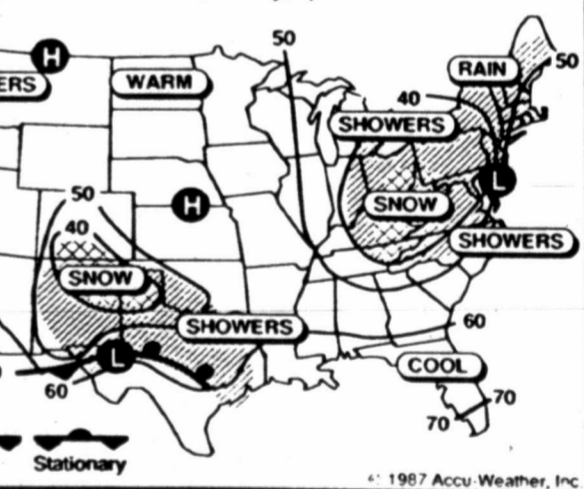 50
H
RAIN
50
ERS
WARM
40
SHOWERS
L
50
H
SNOW
40
SHOWERS
SNOW
SHOWERS
60
L
COOL
60
70
70
Stationary
© 1987 Accu-Weather, Inc